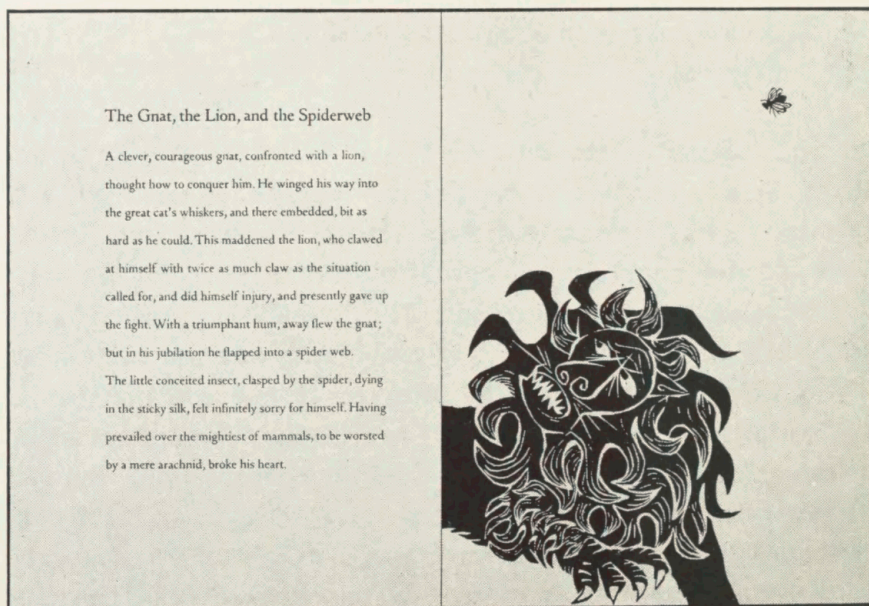 The Gnat, the Lion, and the Spiderweb
A clever, courageous gnat, confronted with a lion,
thought how to conquer him. He winged his way into
the great cat's whiskers, and there embedded, bit as
hard as he could. This maddened the lion, who clawed
at himself with twice as much claw as the situation
called for, and did himself injury, and presently gave up
the fight. With a triumphant hum, away flew the gnat;
but in his jubilation he flapped into a spider web.
The little conceited insect, clasped by the spider, dying
in the sticky silk, felt infinitely sorry for himself. Having
prevailed over the mightiest of mammals, to be worsted
by a mere arachnid, broke his heart.